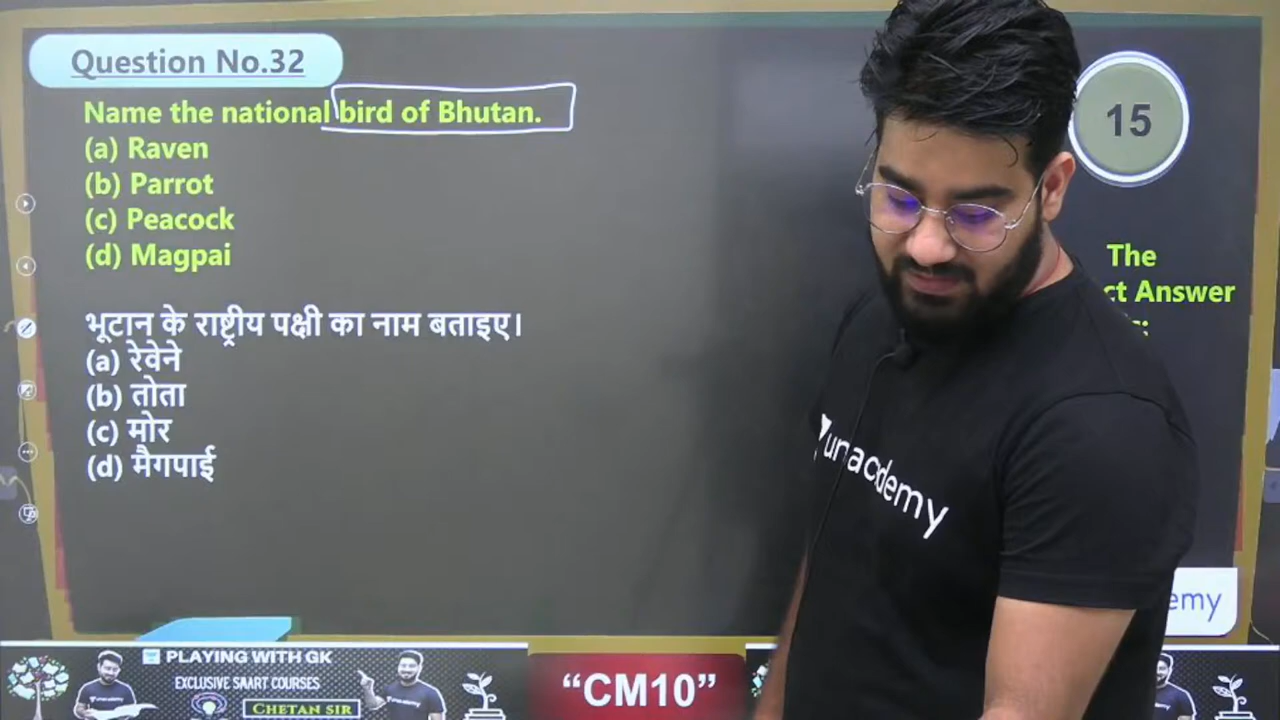 Question No.32
Name the national bird of Bhutan.
(a) Raven
(b) Parrot
(c) Peacock
(d) Magpai
भूटान के राष्ट्रीय पक्षी का नाम बताइए।
(a) रेवेने
(b) तोता
(c) मोर
(d) मैगपाई
15
The
ct Answer
unacademy
emy
PLAYING WITH GK
EXCLUSIVE SAART COURSES
CHETAN SIR
“CM10”